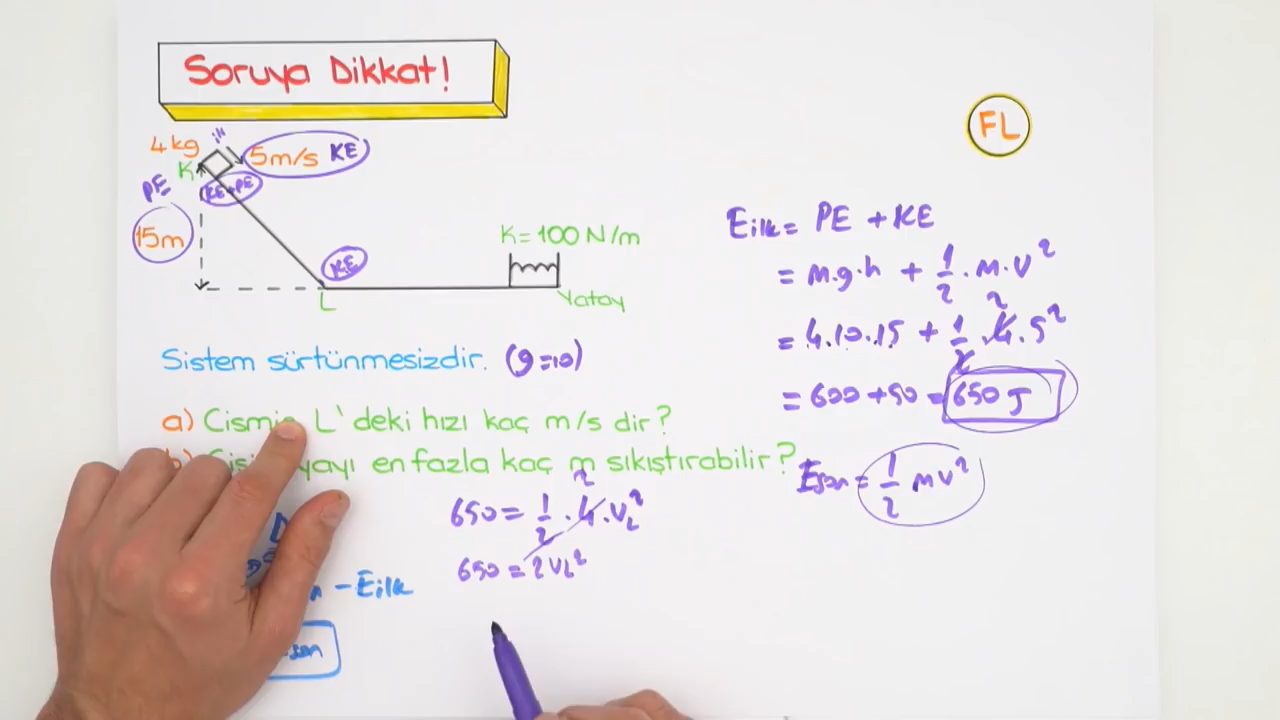 Soruya Dikkat!
FL
4kg
K
5m/s KE
KE+PE
PE
15m
KE
K=100 N/m
L
Yatay
Sistem sürtünmesizdir. (g=10)
a) L'deki hızı kaç m/s dir?
yayı en fazla kaç m sıkıştırabilir?
Eilk = PE + KE
= m.g.h + 1/2 . m. v²
= 4.10.15 + 1/2 . 4. 5²
2
= 600 + 50 = 650 J
Eson = 1/2 mv²
2
650 = 1/2 . 4 . VL²
650 = 2VL²
- Eilk